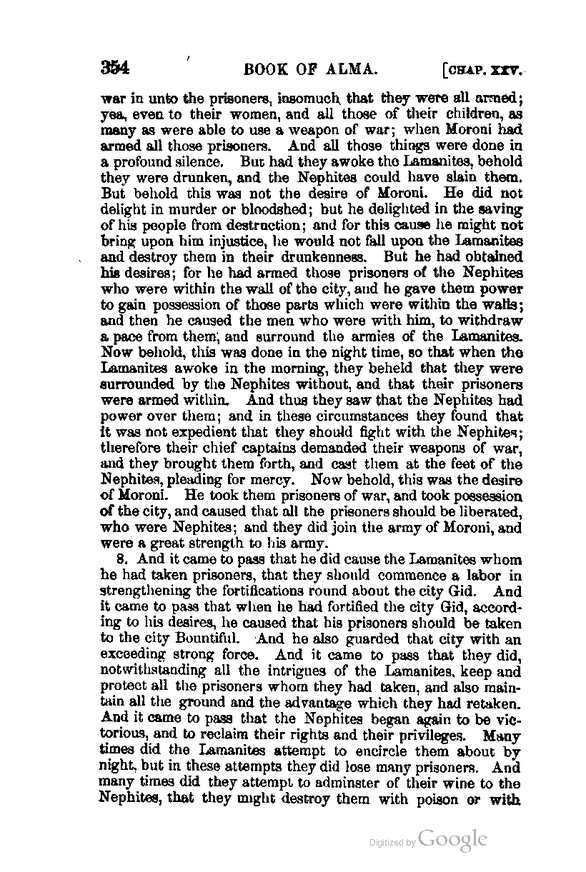 354 BOOK OF ALMA. [CHAP. XXV.
war in unto the prisoners, insomuch that they were all armed;
yea, even to their women, and all those of their children, as
many as were able to use a weapon of war; when Moroni had
armed all those prisoners. And all those things were done in
a profound silence. But had they awoke the Lamanites, behold
they were drunken, and the Nephites could have slain them.
But behold this was not the desire of Moroni. He did not
delight in murder or bloodshed; but he delighted in the saving
of his people from destruction; and for this cause he might not
bring upon him injustice, he would not fall upon the Lamanites
and destroy them in their drunkenness. But he had obtained
his desires; for he had armed those prisoners of the Nephites
who were within the wall of the city, and he gave them power
to gain possession of those parts which were within the walls;
and then he caused the men who were with him, to withdraw
a pace from them, and surround the armies of the Lamanites.
Now behold, this was done in the night time, so that when the
Lamanites awoke in the morning, they beheld that they were
surrounded by the Nephites without, and that their prisoners
were armed within. And thus they saw that the Nephites had
power over them; and in these circumstances they found that
it was not expedient that they should fight with the Nephites;
therefore their chief captains demanded their weapons of war,
and they brought them forth, and cast them at the feet of the
Nephites, pleading for mercy. Now behold, this was the desire
of Moroni. He took them prisoners of war, and took possession
of the city, and caused that all the prisoners should be liberated,
who were Nephites; and they did join the army of Moroni, and
were a great strength to his army.
8. And it came to pass that he did cause the Lamanites whom
he had taken prisoners, that they should commence a labor in
strengthening the fortifications round about the city Gid. And
it came to pass that when he had fortified the city Gid, accord-
ing to his desires, he caused that his prisoners should be taken
to the city Bountiful. And he also guarded that city with an
exceeding strong force. And it came to pass that they did,
notwithstanding all the intrigues of the Lamanites, keep and
protect all the prisoners whom they had taken, and also main-
tain all the ground and the advantage which they had retaken.
And it came to pass that the Nephites began again to be vic-
torious, and to reclaim their rights and their privileges. Many
times did the Lamanites attempt to encircle them about by
night, but in these attempts they did lose many prisoners. And
many times did they attempt to adminster of their wine to the
Nephites, that they might destroy them with poison or with
Digitized by Google